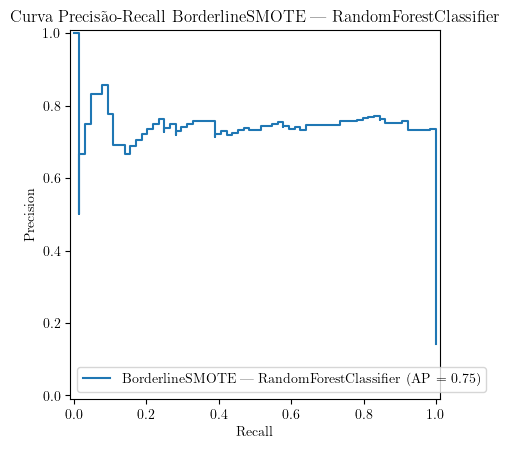 Curva Precisão-Recall BorderlineSMOTE — RandomForestClassifier
1.0
0.8
0.6
0.4
0.2
0.0
Precision
BorderlineSMOTE — RandomForestClassifier (AP = 0.75)
0.0 0.2 0.4 0.6 0.8 1.0
Recall